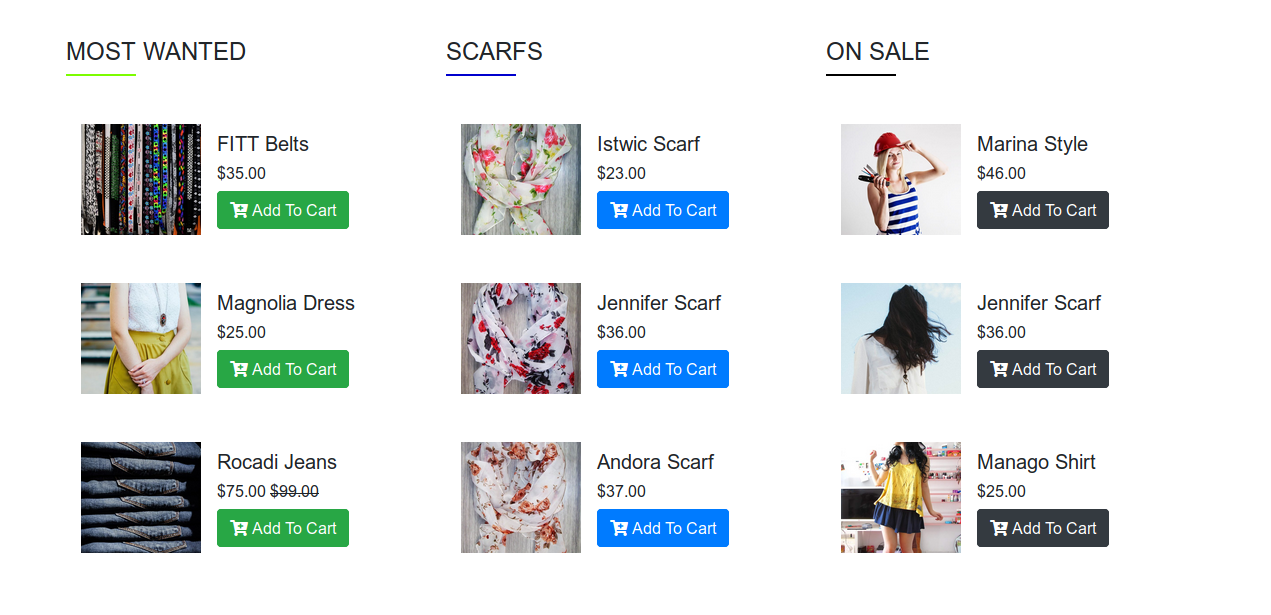 MOST WANTED
FITT Belts
$35.00
Add To Cart
Magnolia Dress
$25.00
Add To Cart
Rocadi Jeans
$75.00 $99.00
Add To Cart
SCARFS
Istwic Scarf
$23.00
Add To Cart
Jennifer Scarf
$36.00
Add To Cart
Andora Scarf
$37.00
Add To Cart
ON SALE
Marina Style
$46.00
Add To Cart
Jennifer Scarf
$36.00
Add To Cart
Manago Shirt
$25.00
Add To Cart